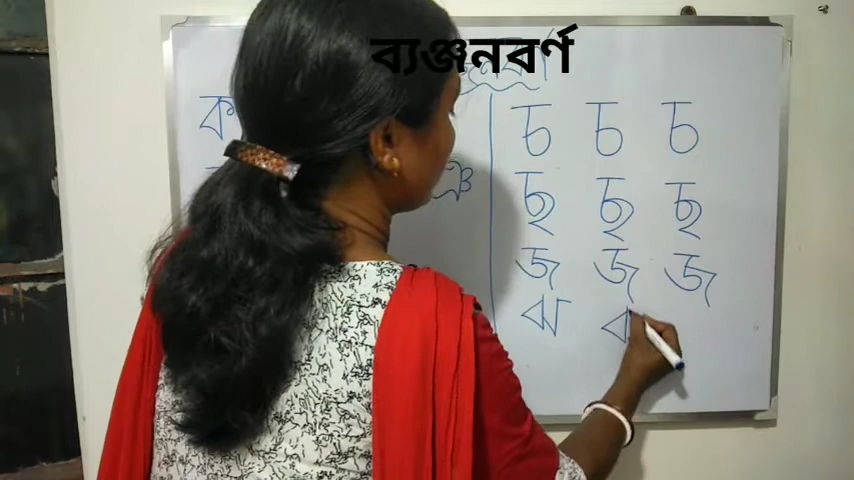 ব্যঞ্জনবর্ণ
ক
ঞ
চ চ চ
ছ ছ ছ
জ জ জ
ঝ